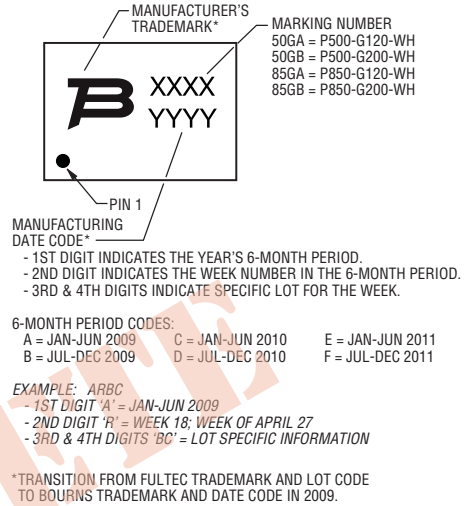 MANUFACTURER'S
TRADEMARK*
MARKING NUMBER
50GA = P500-G120-WH
50GB = P500-G200-WH
85GA = P850-G120-WH
85GB = P850-G200-WH
XXXX
YYYY
PIN 1
MANUFACTURING
DATE CODE*
- 1ST DIGIT INDICATES THE YEAR'S 6-MONTH PERIOD.
- 2ND DIGIT INDICATES THE WEEK NUMBER IN THE 6-MONTH PERIOD.
- 3RD & 4TH DIGITS INDICATE SPECIFIC LOT FOR THE WEEK.
6-MONTH PERIOD CODES:
A = JAN-JUN 2009 C = JAN-JUN 2010 E = JAN-JUN 2011
B = JUL-DEC 2009 D = JUL-DEC 2010 F = JUL-DEC 2011
EXAMPLE: ARBC
- 1ST DIGIT 'A' = JAN-JUN 2009
- 2ND DIGIT 'R' = WEEK 18; WEEK OF APRIL 27
- 3RD & 4TH DIGITS 'BC' = LOT SPECIFIC INFORMATION
*TRANSITION FROM FULTEC TRADEMARK AND LOT CODE
TO BOURNS TRADEMARK AND DATE CODE IN 2009.